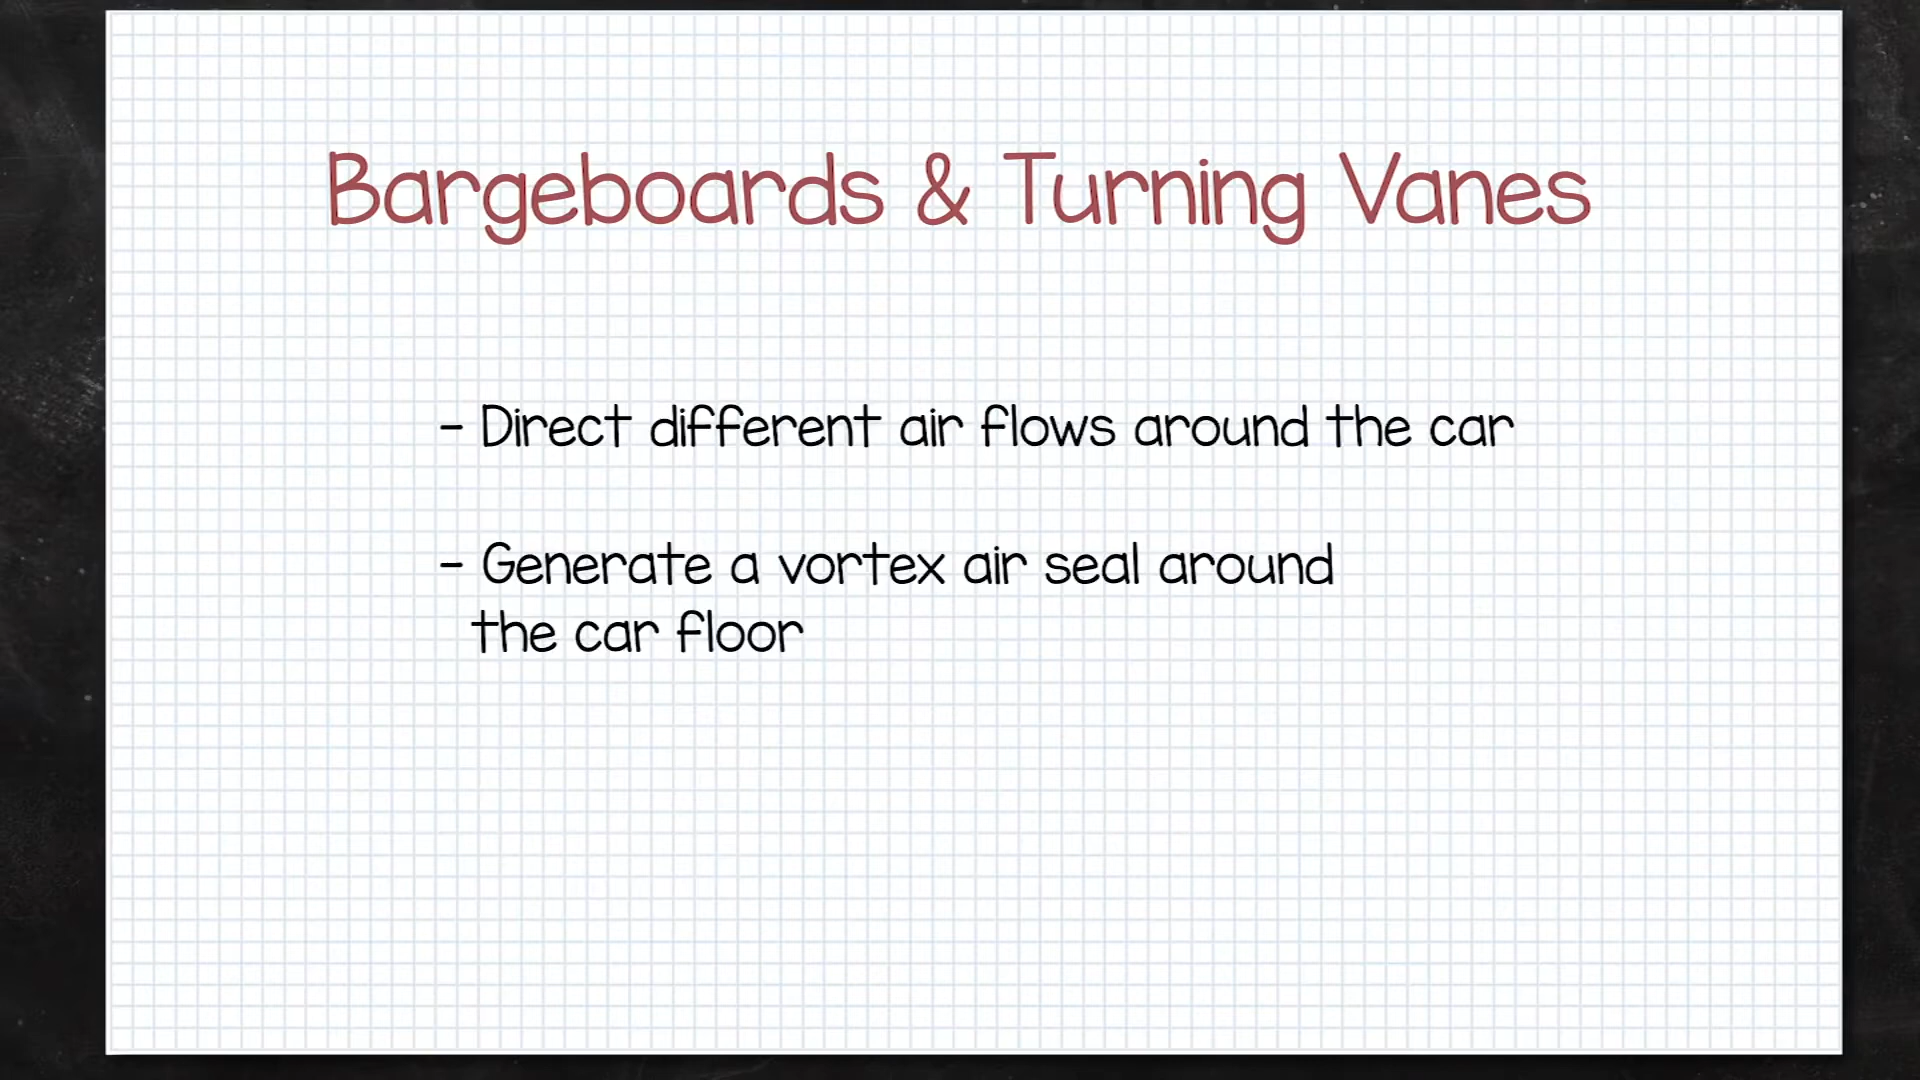 Bargeboards & Turning Vanes
- Direct different air flows around the car
- Generate a vortex air seal around
the car floor